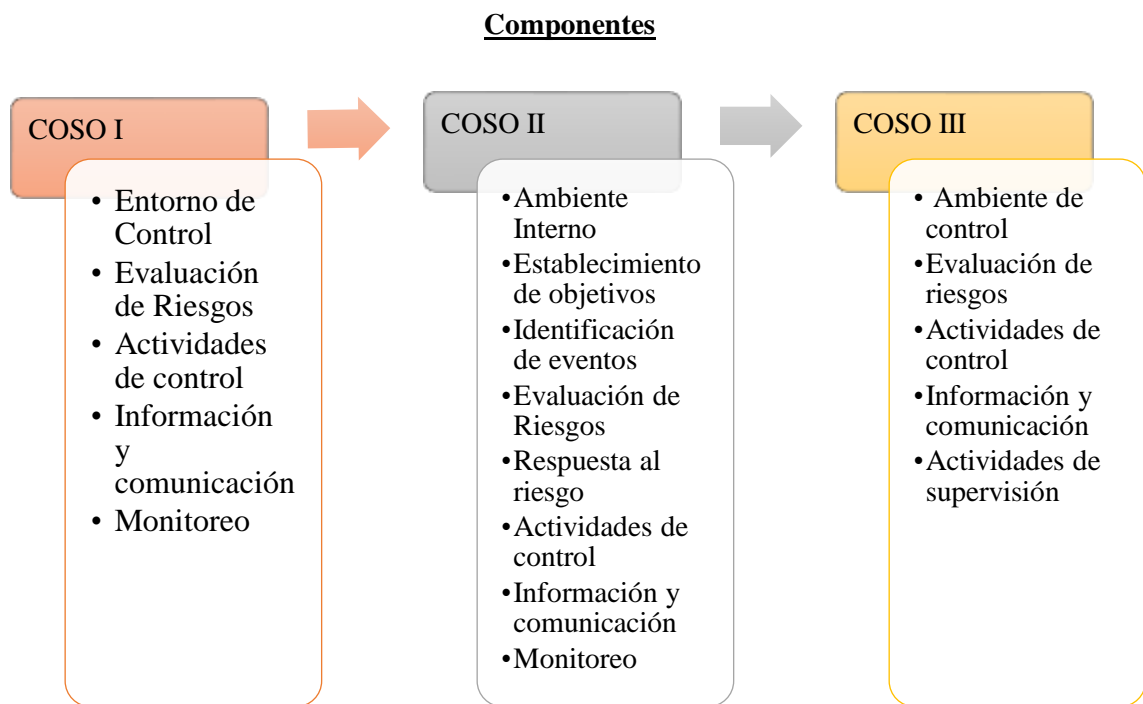 Componentes
COSO I
• Entorno de
Control
• Evaluación
de Riesgos
• Actividades
de control
• Información
y
comunicación
• Monitoreo
COSO II
•Ambiente
Interno
•Establecimiento
de objetivos
•Identificación
de eventos
•Evaluación de
Riesgos
•Respuesta al
riesgo
•Actividades de
control
•Información y
comunicación
•Monitoreo
COSO III
• Ambiente de
control
•Evaluación de
riesgos
•Actividades de
control
•Información y
comunicación
•Actividades de
supervisión